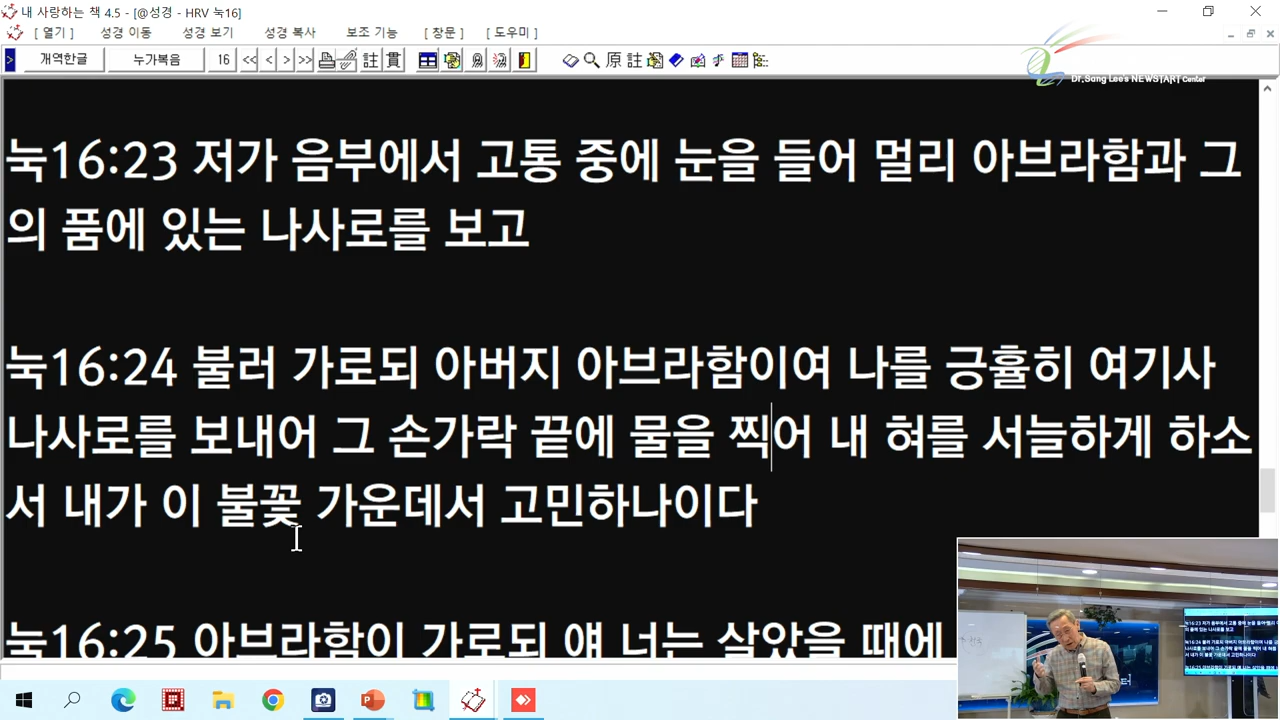 내 사랑하는 책 4.5 - [@성경 - HRV 눅16]
[ 열기 ] 성경 이동 성경 보기 성경 복사 보조 기능 [ 창문 ] [ 도우미 ]
개역한글 누가복음 16 << < > >> 註 貫 原 註
Dr.Sang Lee's NEWSTART Center
눅16:23 저가 음부에서 고통 중에 눈을 들어 멀리 아브라함과 그
의 품에 있는 나사로를 보고
눅16:24 불러 가로되 아버지 아브라함이여 나를 긍휼히 여기사
나사로를 보내어 그 손가락 끝에 물을 찍어 내 혀를 서늘하게 하소
서 내가 이 불꽃 가운데서 고민하나이다
눅16:25 아브라함이 가로되 얘 너는 살았을 때에